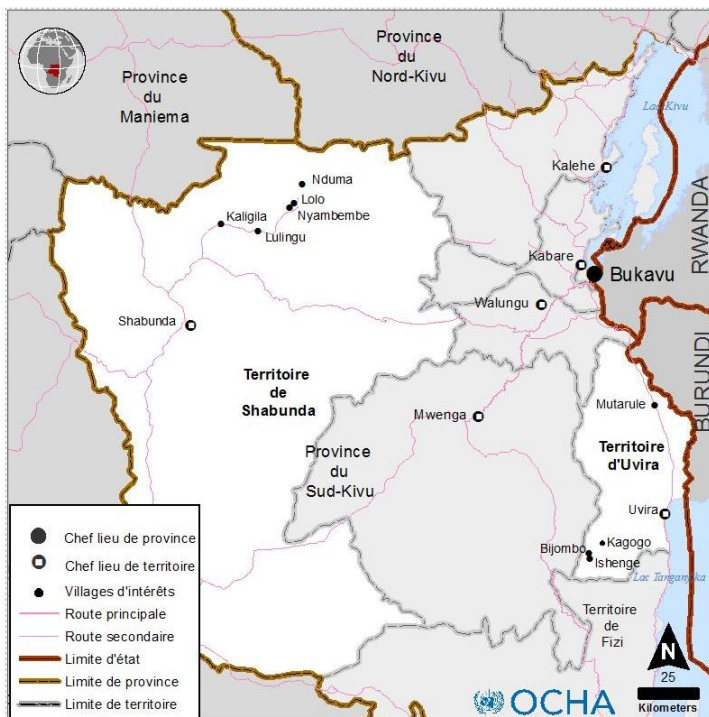 Province
du
Maniema
Province
du
Nord-Kivu
Lac Kivu
Kalehe
RWANDA
Nduma
Lolo
Nyambembe
Kaligila
Lulingu
Kabare
Bukavu
Walungu
Shabunda
BURUNDI
Territoire
de
Shabunda
Mwenga
Mutarule
Territoire
d'Uvira
Province
du
Sud-Kivu
Uvira
Kagogo
Bijombo
Ishenge
Lac Tanganyka
Territoire
de
Fizi
Chef lieu de province
Chef lieu de territoire
Villages d'intérêts
Route principale
Route secondaire
Limite d'état
Limite de province
Limite de territoire
N
25
Kilometers
OCHA